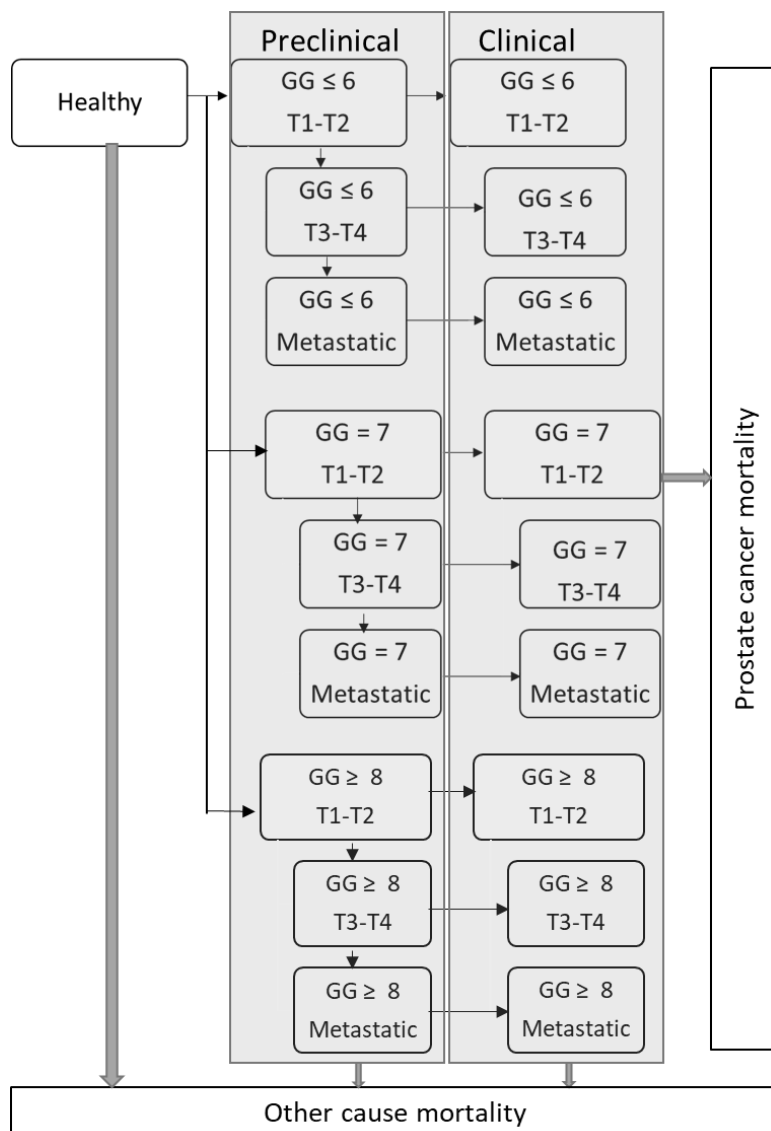 Preclinical
Clinical
Healthy
GG ≤ 6
T1-T2
GG ≤ 6
T1-T2
GG ≤ 6
T3-T4
GG ≤ 6
T3-T4
GG ≤ 6
Metastatic
GG ≤ 6
Metastatic
GG = 7
T1-T2
GG = 7
T1-T2
GG = 7
T3-T4
GG = 7
T3-T4
GG = 7
Metastatic
GG = 7
Metastatic
GG ≥ 8
T1-T2
GG ≥ 8
T1-T2
GG ≥ 8
T3-T4
GG ≥ 8
T3-T4
GG ≥ 8
Metastatic
GG ≥ 8
Metastatic
Prostate cancer mortality
Other cause mortality